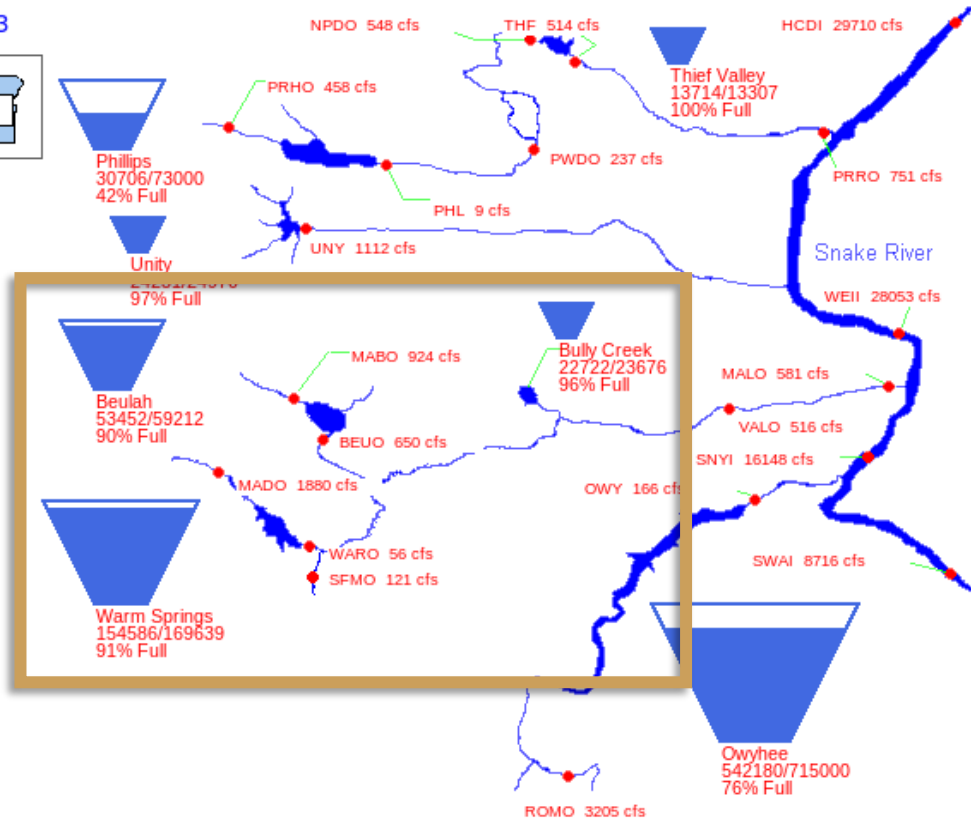 3
NPDO 548 cfs
THF 514 cfs
HCDI 29710 cfs
Thief Valley
13714/13307
100% Full
PRHO 458 cfs
Phillips
30706/73000
42% Full
PWDO 237 cfs
PRRO 751 cfs
PHL 9 cfs
UNY 1112 cfs
Snake River
Unity
97% Full
WEII 28053 cfs
MABO 924 cfs
Bully Creek
22722/23676
96% Full
MALO 581 cfs
Beulah
53452/59212
90% Full
VALO 516 cfs
BEUO 650 cfs
SNYI 16148 cfs
MADO 1880 cfs
OWY 166 cfs
WARO 56 cfs
SWAI 8716 cfs
SFMO 121 cfs
Warm Springs
154586/169639
91% Full
Owyhee
542180/715000
76% Full
ROMO 3205 cfs